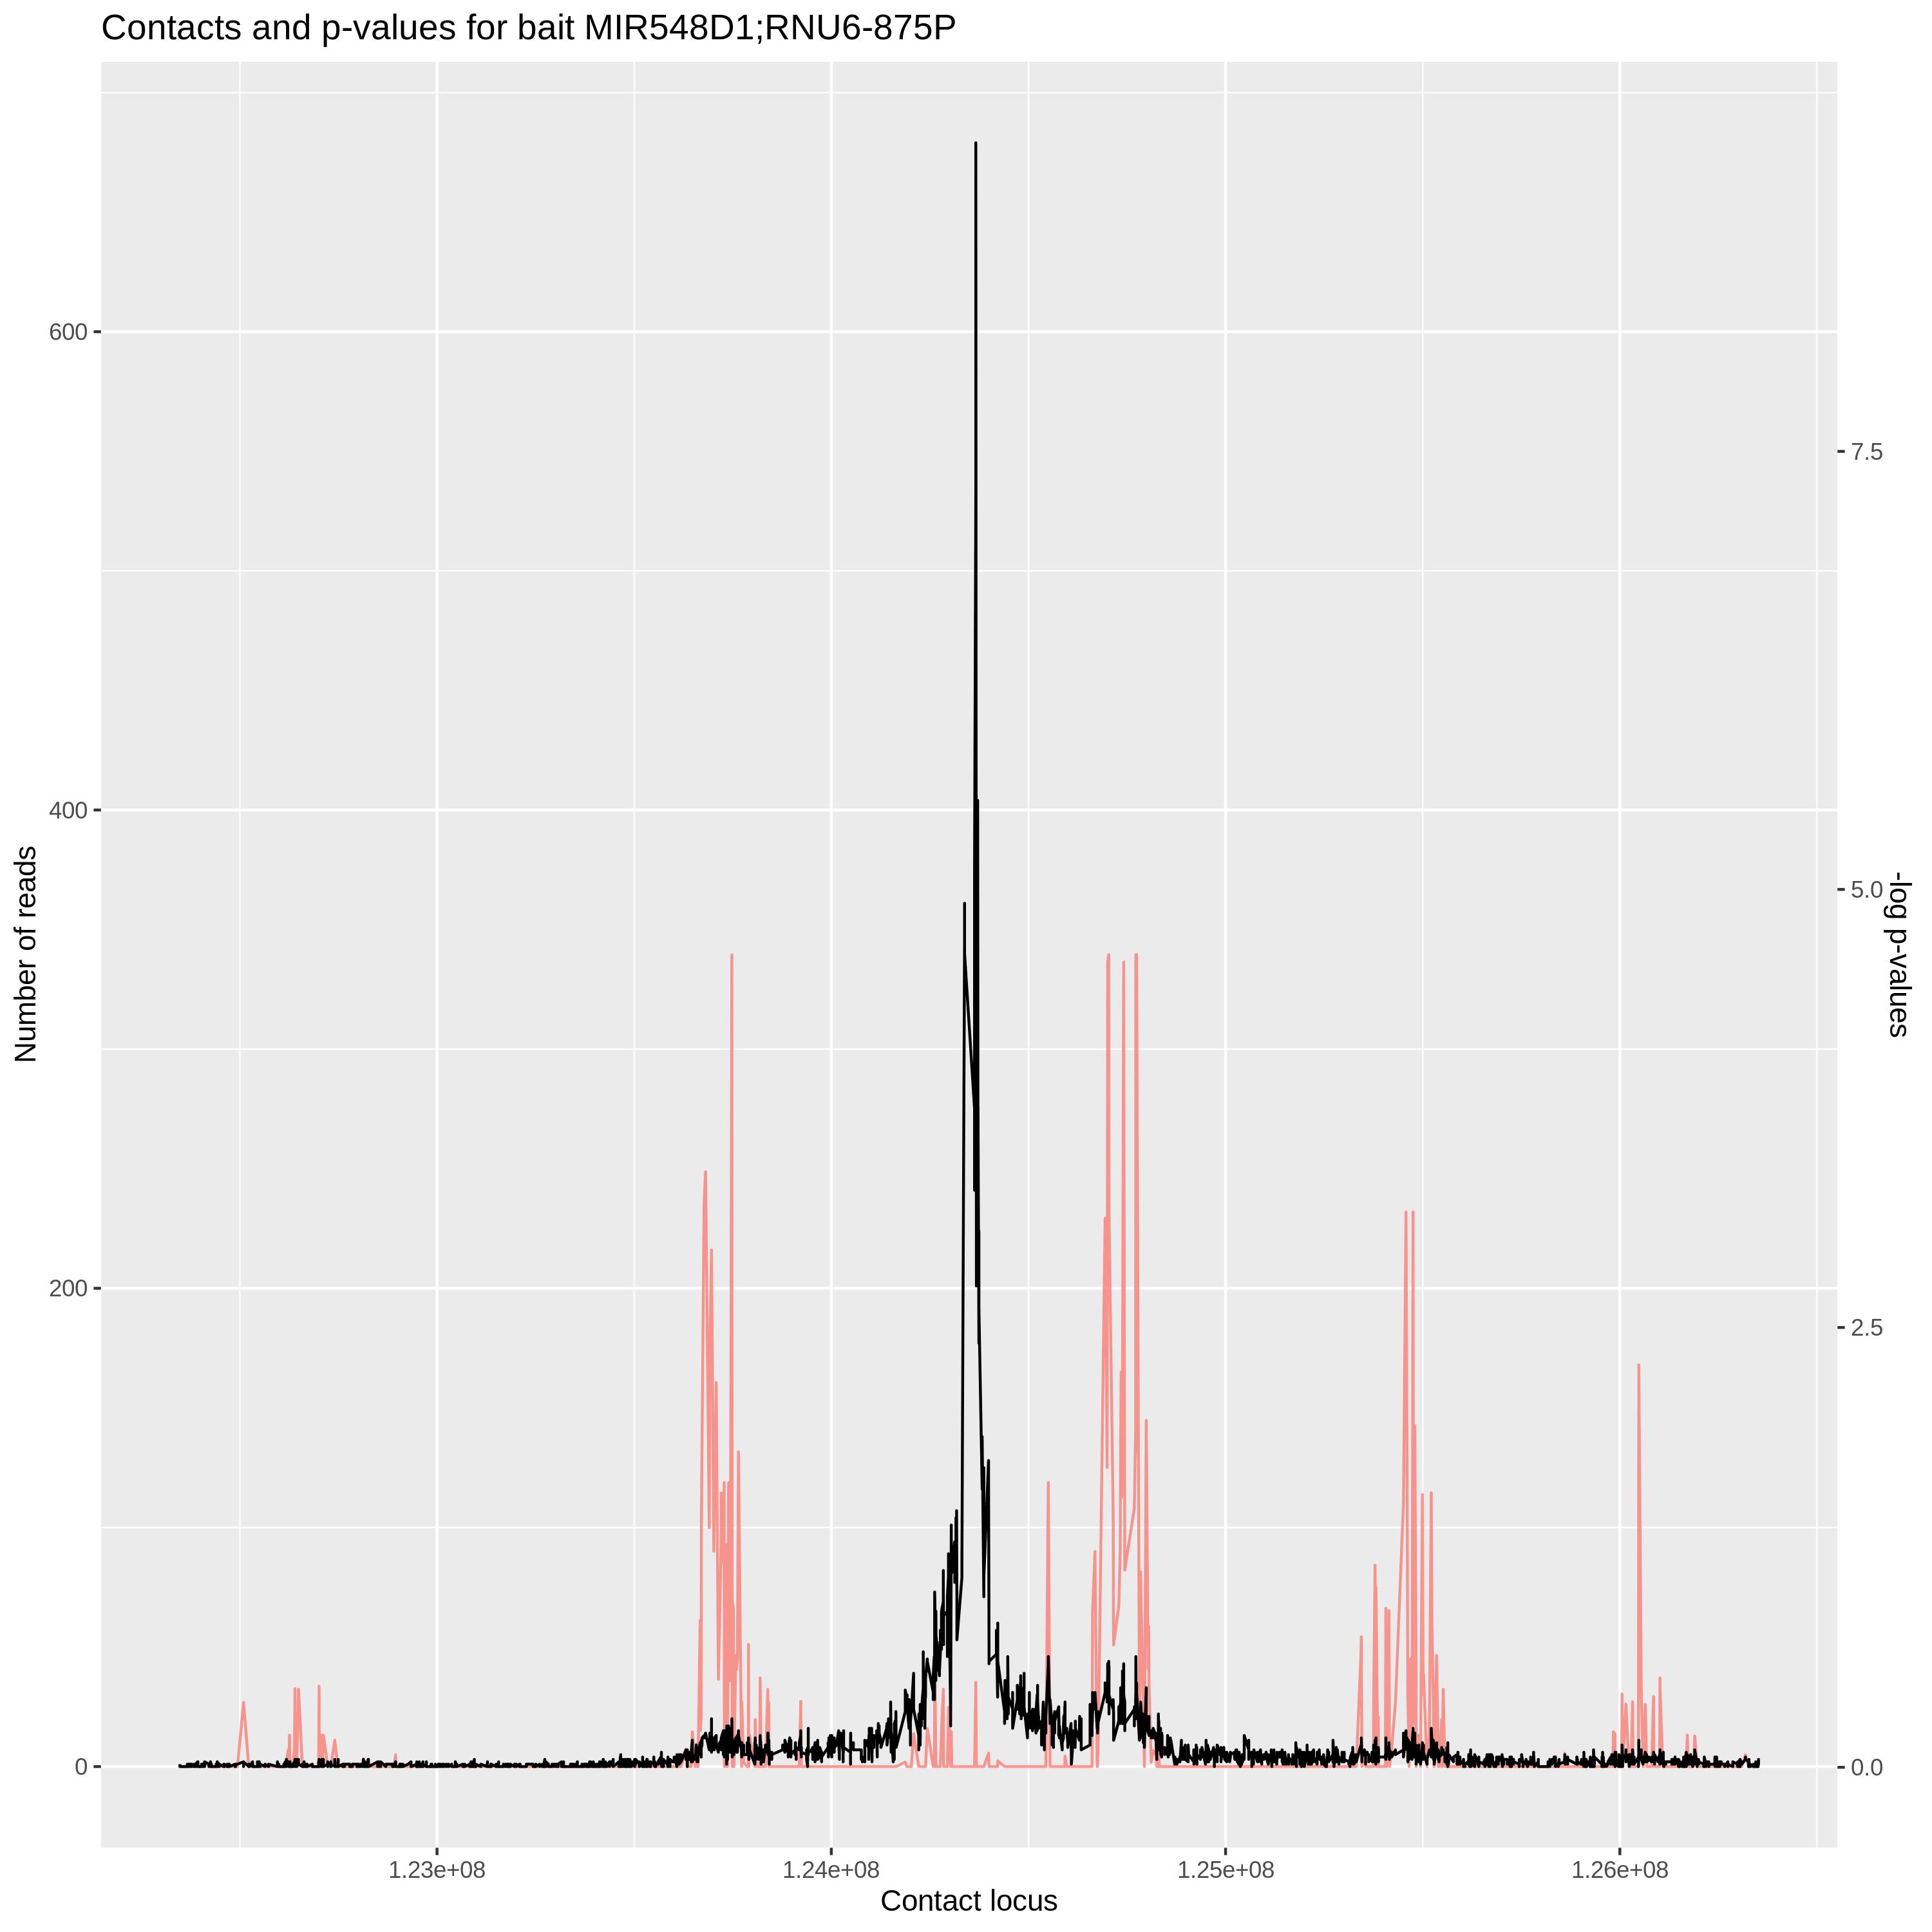 Contacts and p-values for bait MIR548D1;RNU6-875P
600
400
200
0
Number of reads
7.5
5.0
2.5
0.0
-log p-values
1.23e+08
1.24e+08
1.25e+08
1.26e+08
Contact locus